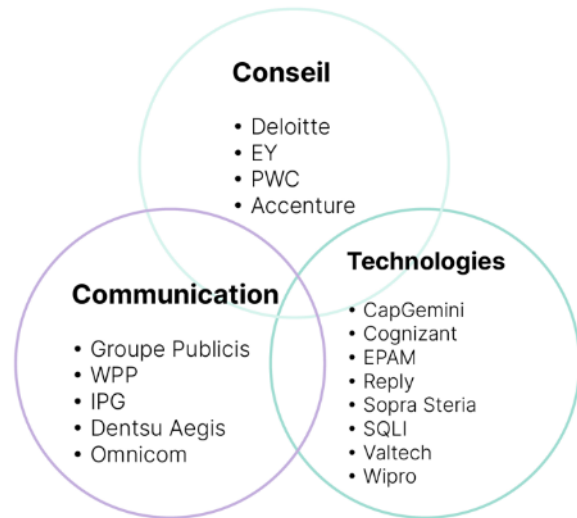 Conseil
• Deloitte
• EY
• PWC
• Accenture
Communication
• Groupe Publicis
• WPP
• IPG
• Dentsu Aegis
• Omnicom
Technologies
• CapGemini
• Cognizant
• EPAM
• Reply
• Sopra Steria
• SQLI
• Valtech
• Wipro